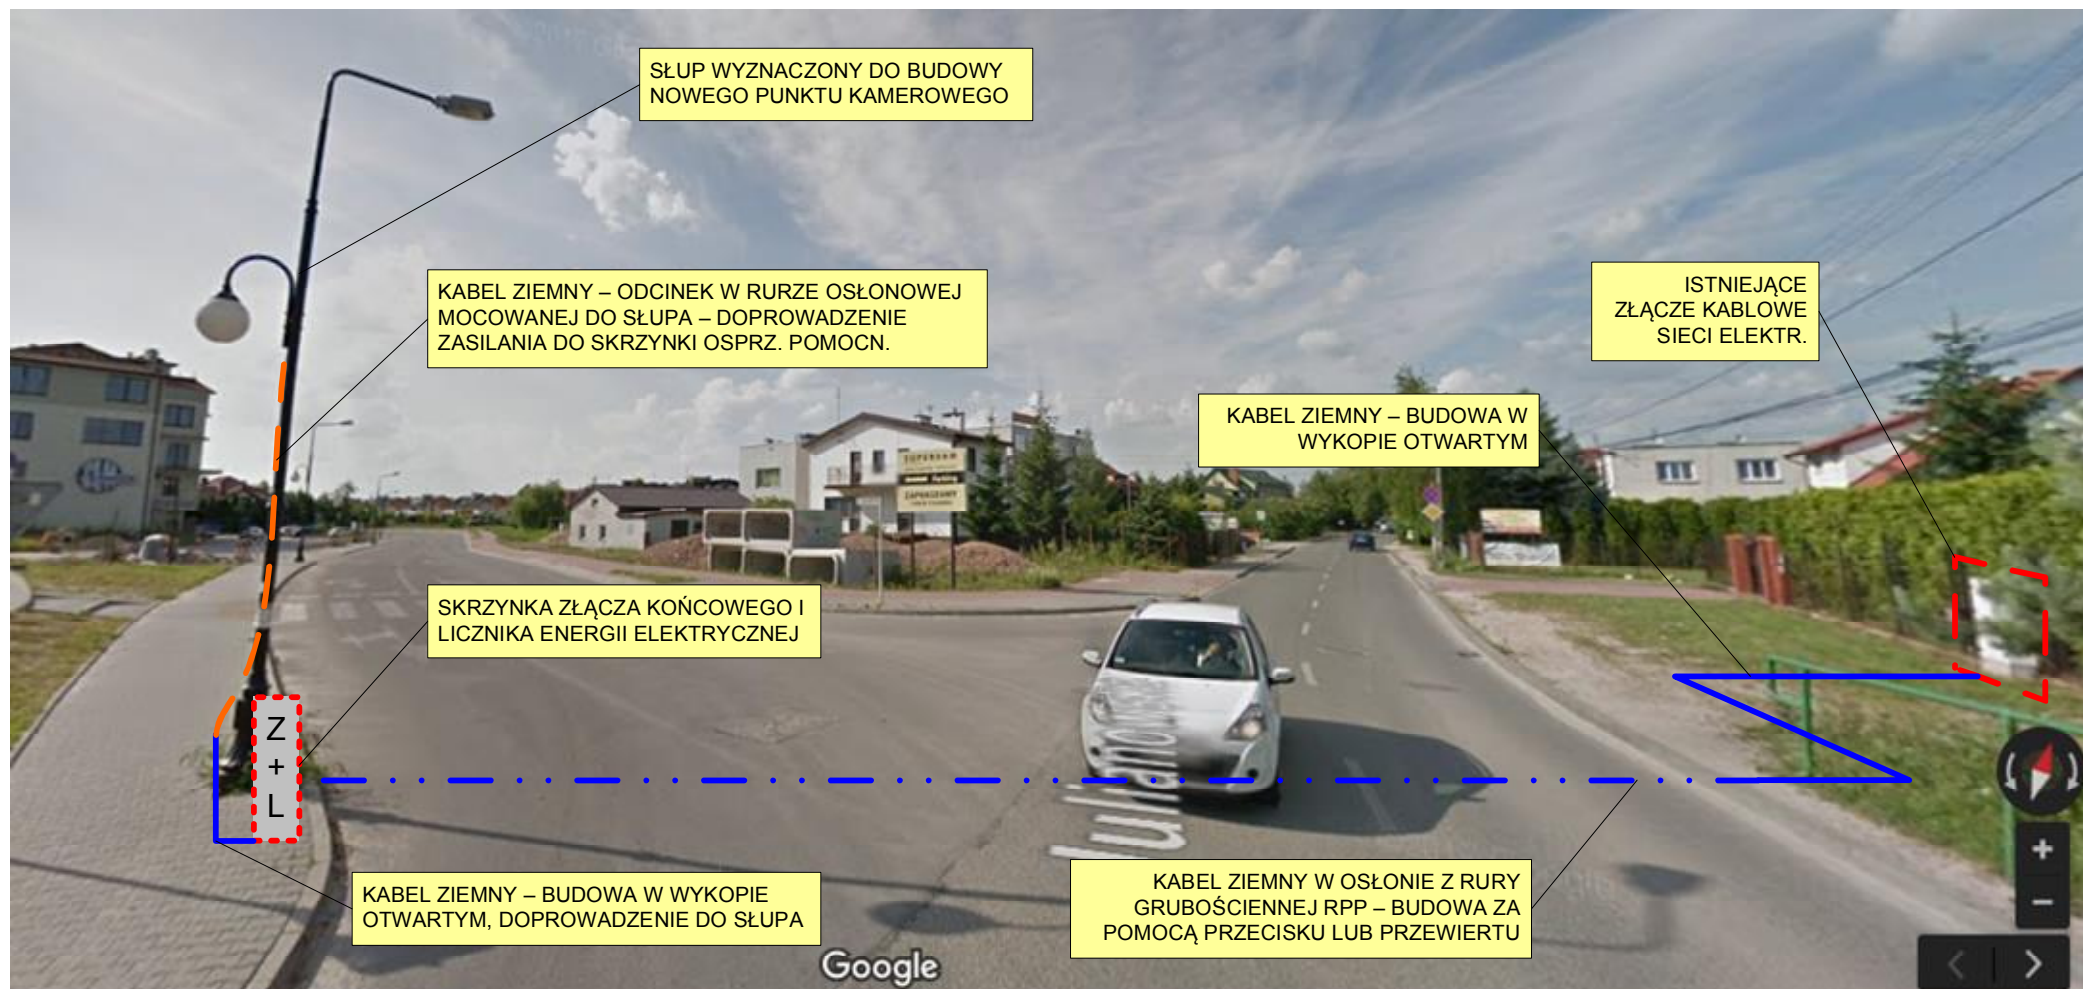 SŁUP WYZNACZONY DO BUDOWY
NOWEGO PUNKTU KAMEROWEGO
KABEL ZIEMNY – ODCINEK W RURZE OSŁONOWEJ
MOCOWANEJ DO SŁUPA – DOPROWADZENIE
ZASILANIA DO SKRZYNKI OSPRZ. POMOCN.
ISTNIEJĄCE
ZŁĄCZE KABLOWE
SIECI ELEKTR.
KABEL ZIEMNY – BUDOWA W
WYKOPIE OTWARTYM
ZAPRASZAMY
SKRZYNKA ZŁĄCZA KOŃCOWEGO I
LICZNIKA ENERGII ELEKTRYCZNEJ
Z
+
L
KABEL ZIEMNY – BUDOWA W WYKOPIE
OTWARTYM, DOPROWADZENIE DO SŁUPA
KABEL ZIEMNY W OSŁONIE Z RURY
GRUBOŚCIENNEJ RPP – BUDOWA ZA
POMOCĄ PRZECISKU LUB PRZEWIERTU
Google